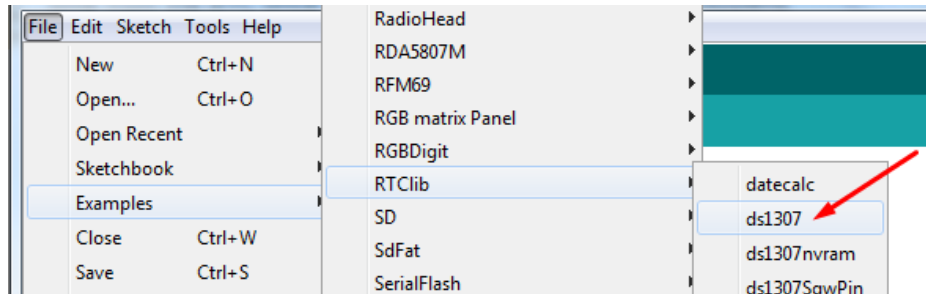 File Edit Sketch Tools Help
New Ctrl+N
Open... Ctrl+O
Open Recent
Sketchbook
Examples
Close Ctrl+W
Save Ctrl+S
RadioHead
RDA5807M
RFM69
RGB matrix Panel
RGBDigit
RTClib
SD
SdFat
SerialFlash
datecalc
ds1307
ds1307nvram
ds1307SqwPin